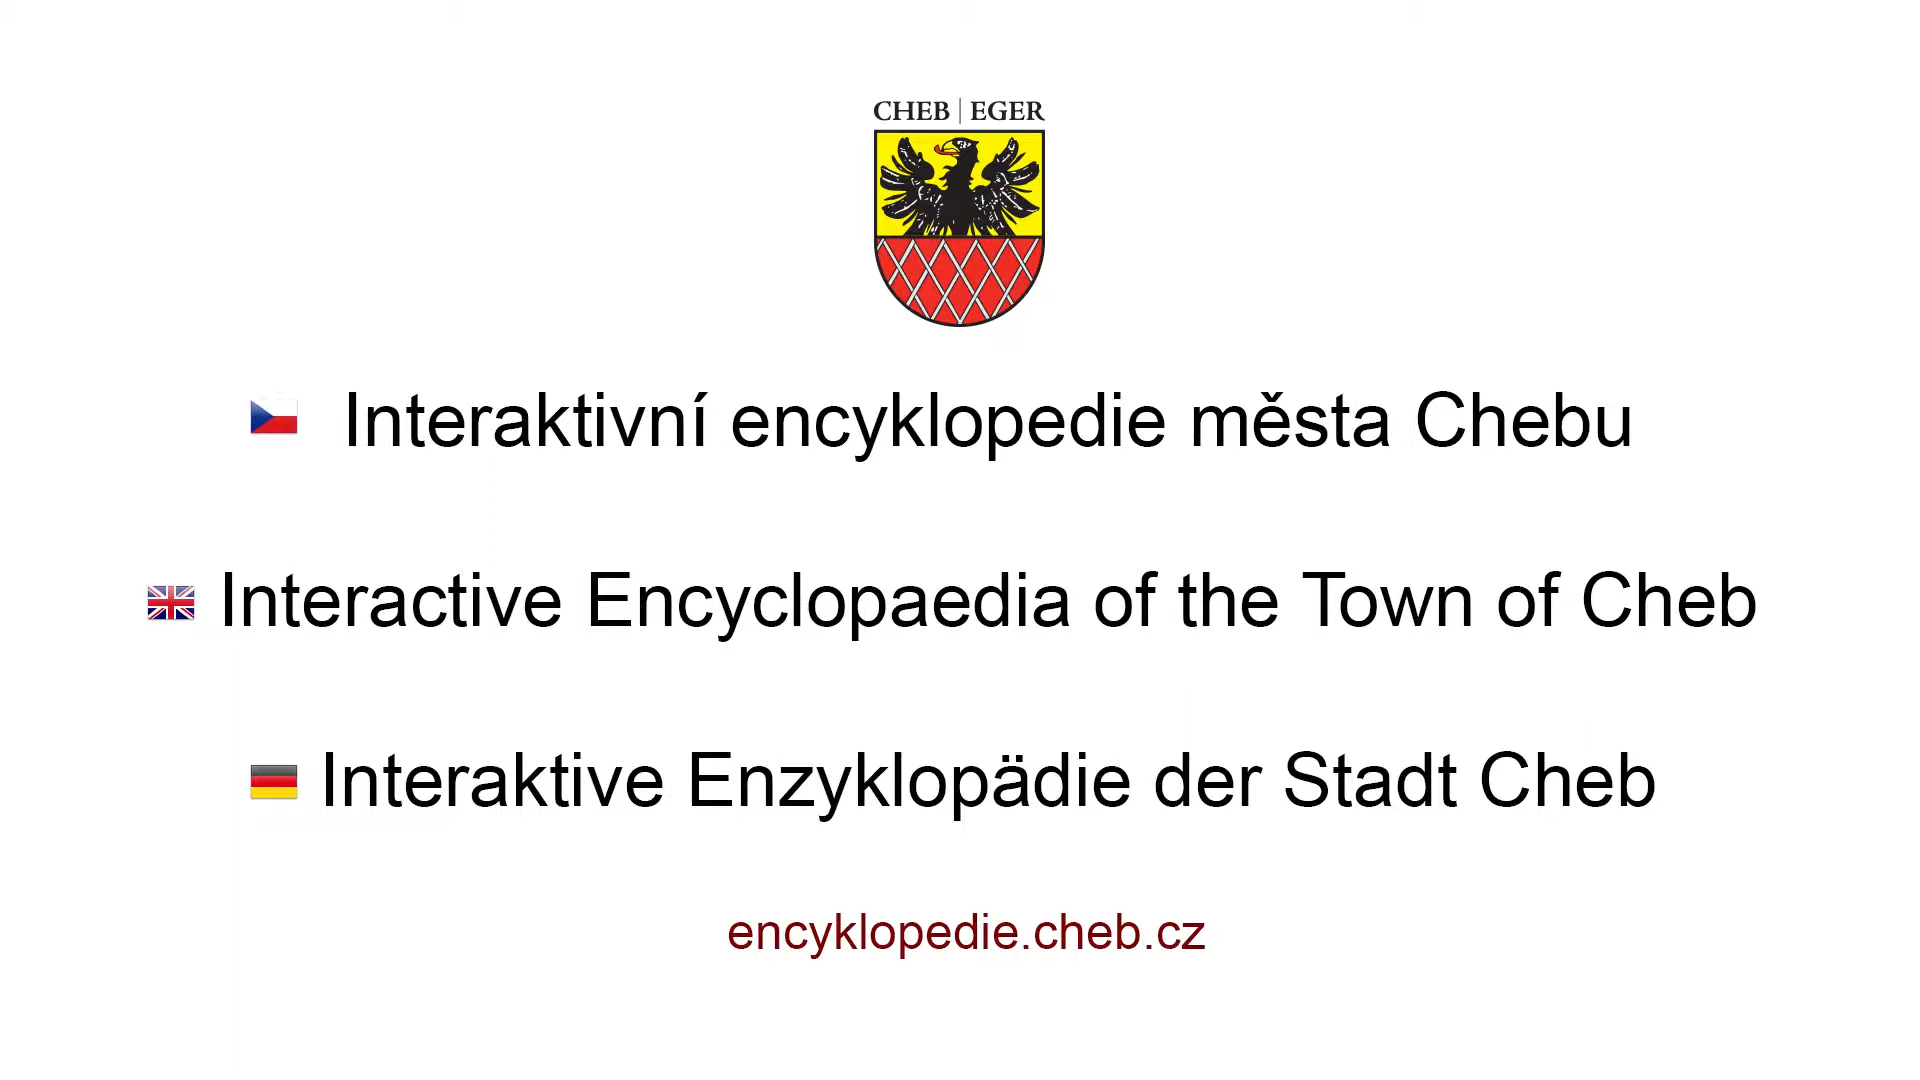 CHEB | EGER
Interaktivní encyklopedie města Chebu
Interactive Encyclopaedia of the Town of Cheb
Interaktive Enzyklopädie der Stadt Cheb
encyklopedie.cheb.cz